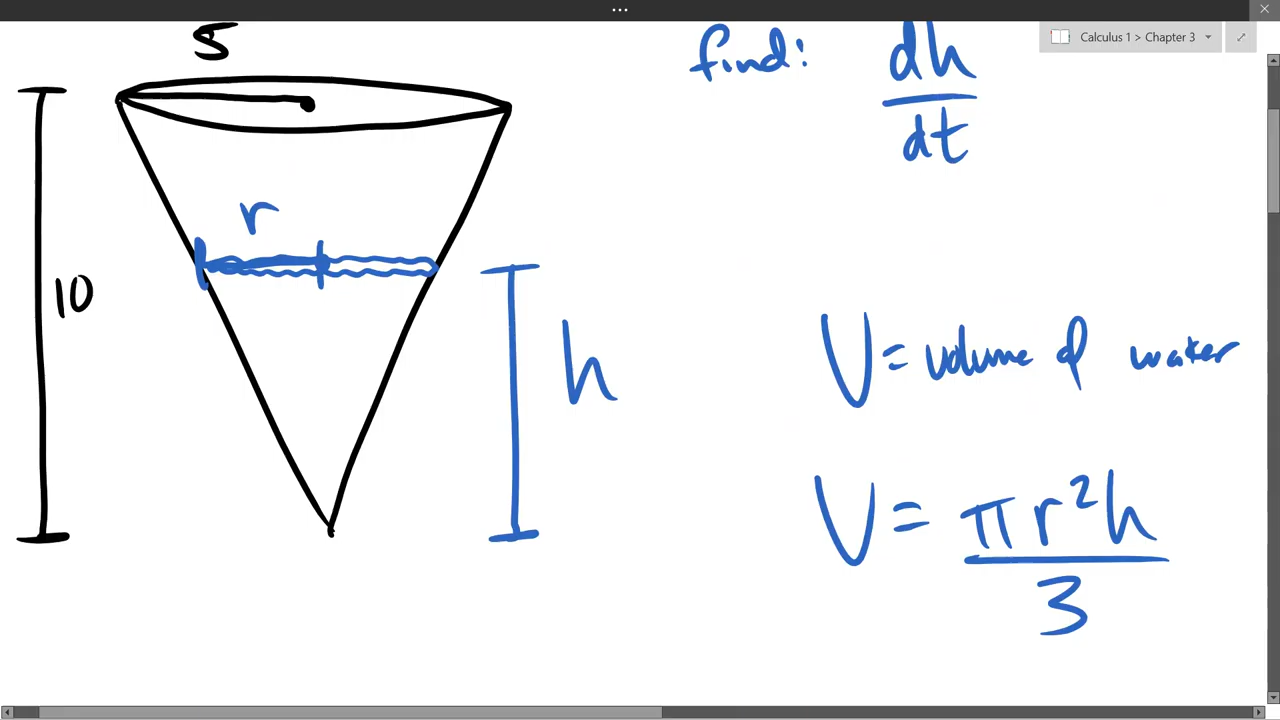 Calculus 1 > Chapter 3
5
find: dh/dt
r
10
h
V = volume of water
V = πr²h/3